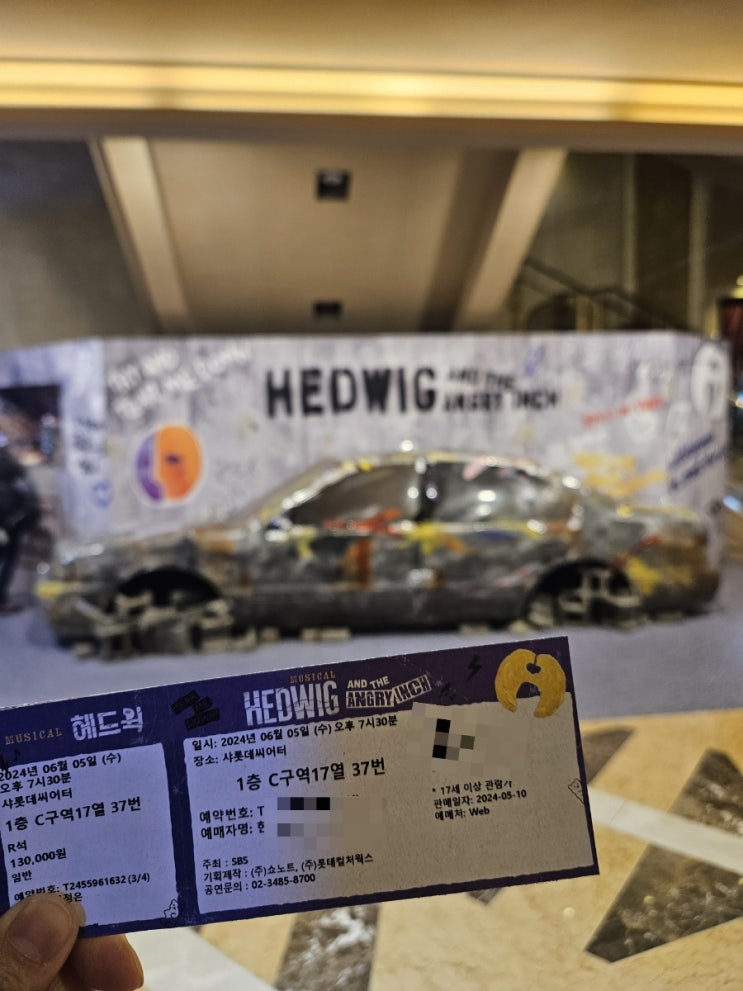 HEDWIG AND THE
ANGRY INCH
MUSICAL 헤드윅
2024년 06월 05일 (수)
오후 7시30분
샤롯데씨어터
1층 C구역17열 37번
R석
130,000원
일반
예약번호: T2455961632 (3/4)
정은
MUSICAL
HEDWIG AND THE
ANGRY INCH
일시: 2024년 06월 05일 (수) 오후 7시30분
장소: 샤롯데씨어터
1층 C구역17열 37번
예약번호: T
예매자명: 한
주최 : SBS
기획제작 : (주)쇼노트, (주)롯데컬처웍스
공연문의 : 02-3485-8700
* 17세 이상 관람가
판매일자: 2024-05-10
예매처: Web